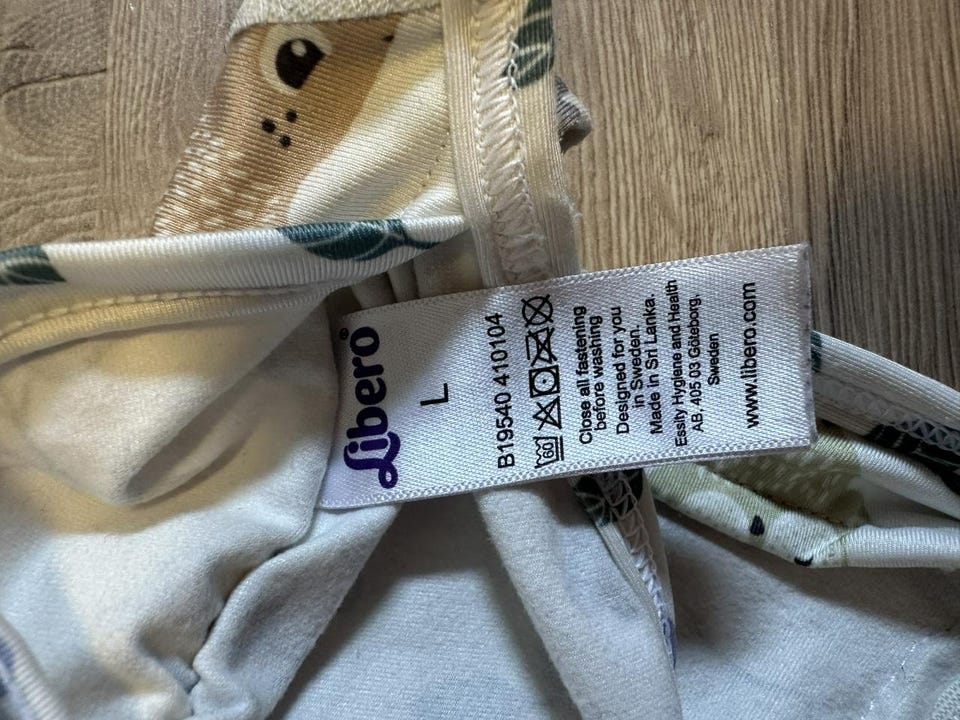 Libero®
L
B19540 410104
60
Close all fastening
before washing
Designed for you
in Sweden.
Made in Sri Lanka.
Essity Hygiene and Health
AB, 405 03 Göteborg,
Sweden
www.libero.com